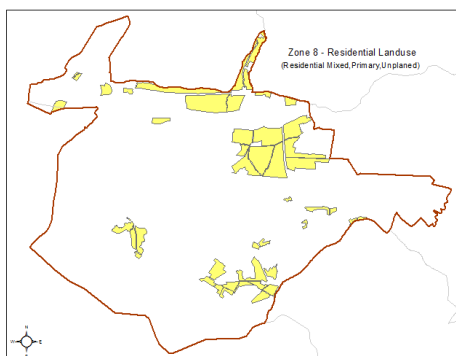 Zone 8 - Residential Landuse
(Residential Mixed,Primary,Unplaned)
N
W
E